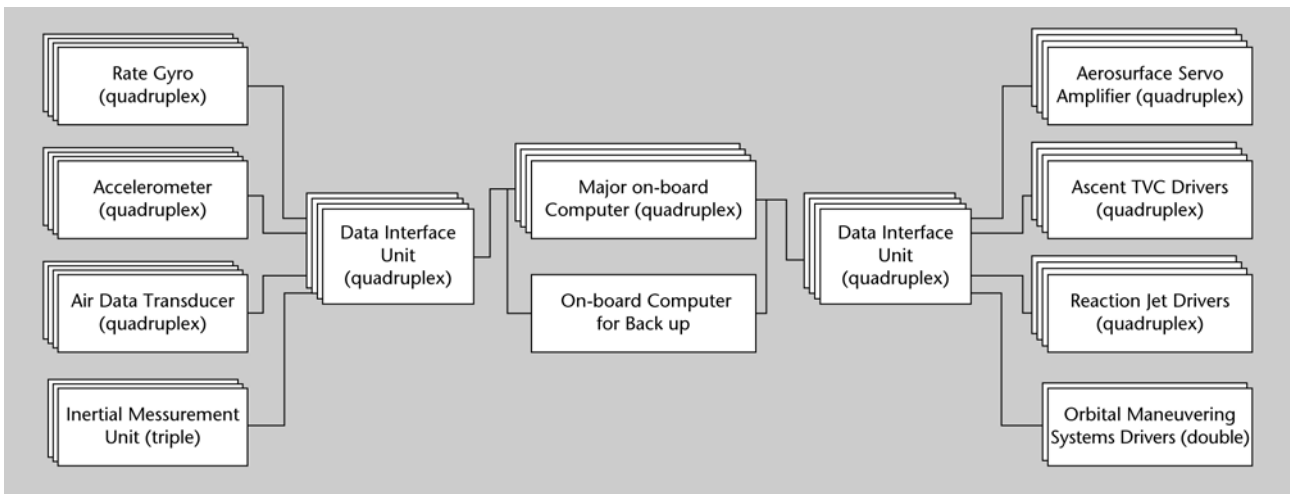 Rate Gyro
(quadruplex)
Accelerometer
(quadruplex)
Air Data Transducer
(quadruplex)
Inertial Messurement
Unit (triple)
Data Interface
Unit
(quadruplex)
Major on-board
Computer (quadruplex)
On-board Computer
for Back up
Data Interface
Unit
(quadruplex)
Aerosurface Servo
Amplifier (quadruplex)
Ascent TVC Drivers
(quadruplex)
Reaction Jet Drivers
(quadruplex)
Orbital Maneuvering
Systems Drivers (double)